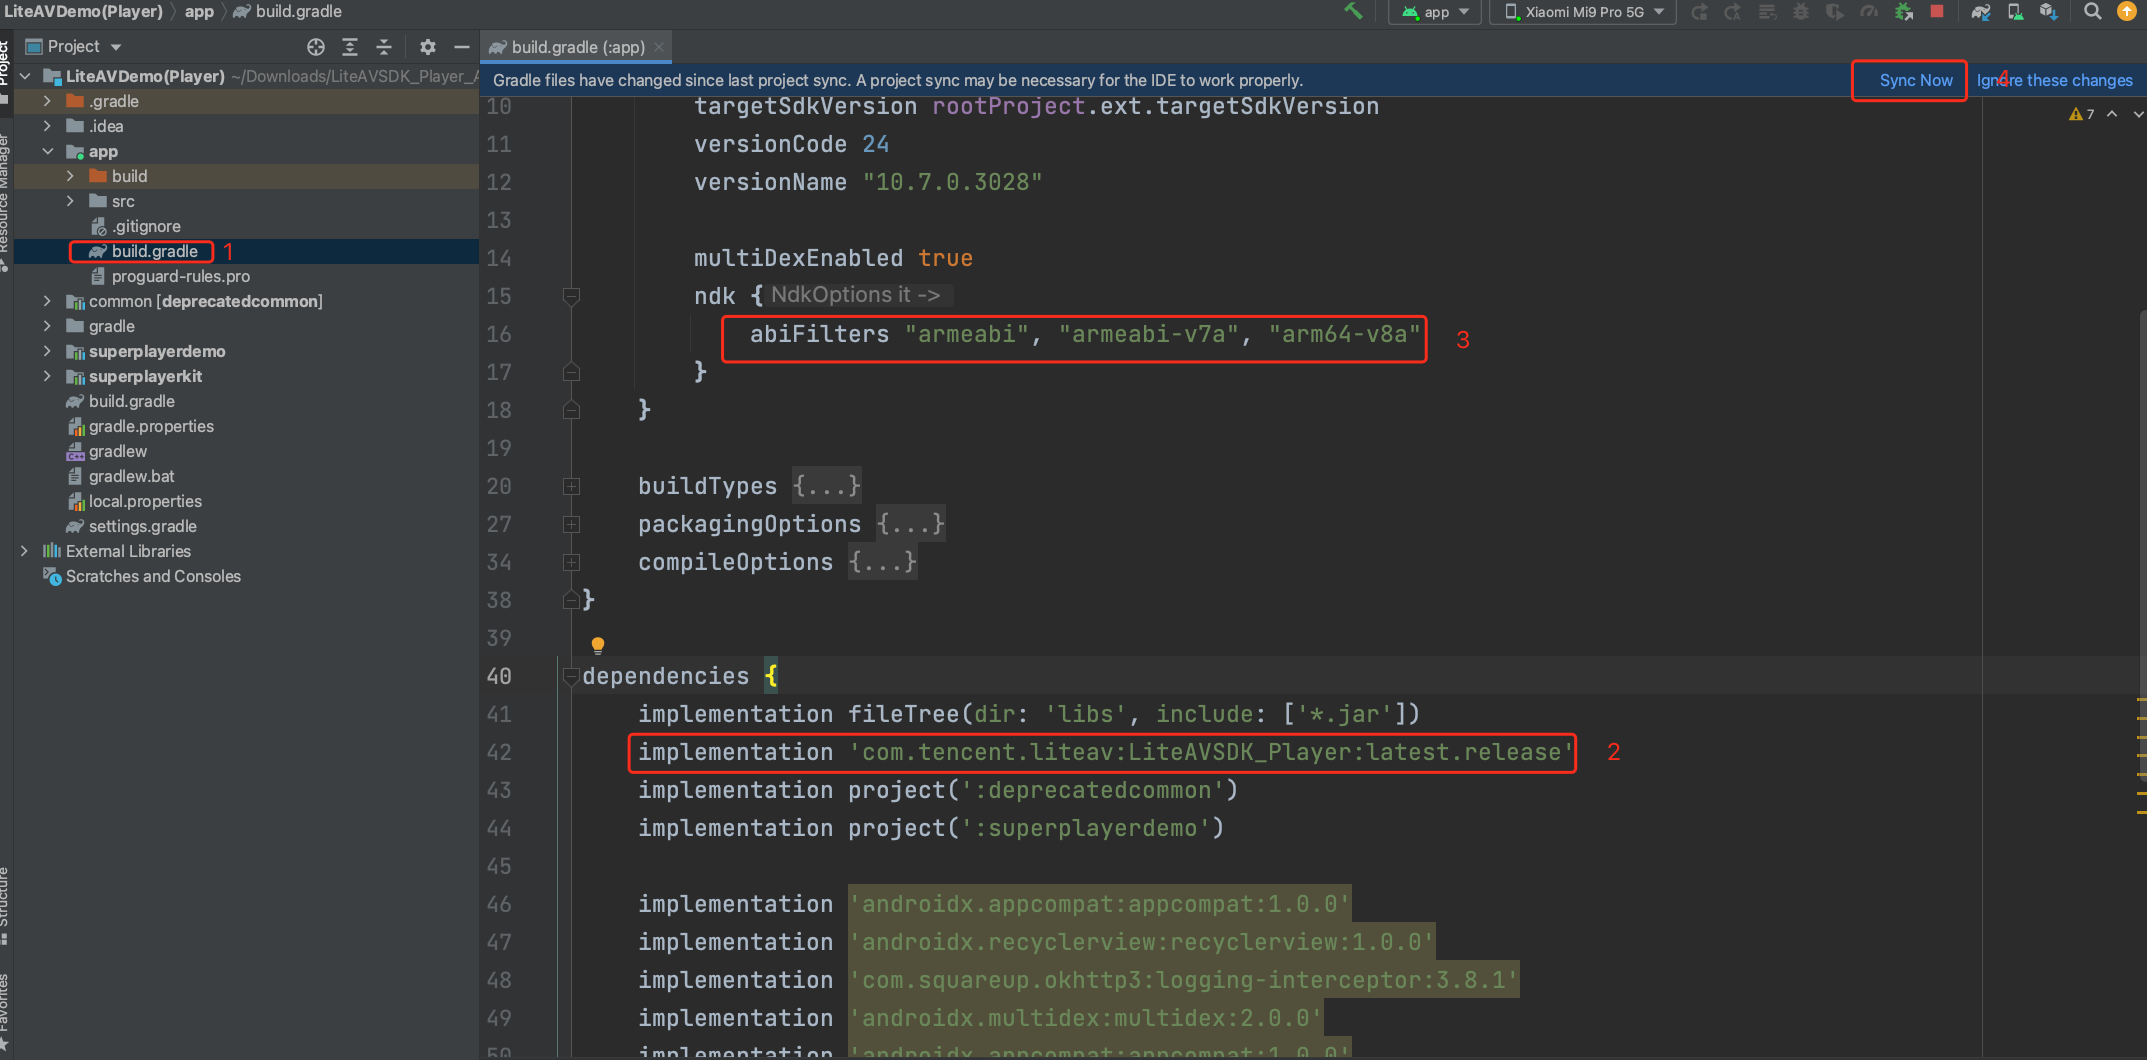 LiteAVDemo(Player) 〉 app 〉 build.gradle
app
Xiaomi Mi9 Pro 5G
Project
Project
build.gradle (:app)
LiteAVDemo(Player) ~/Downloads/LiteAVSDK_Player_A
Gradle files have changed since last project sync. A project sync may be necessary for the IDE to work properly.
Sync Now
4
Ignore these changes
.gradle
.idea
app
build
src
.gitignore
build.gradle 1
proguard-rules.pro
common [deprecatedcommon]
gradle
superplayerdemo
superplayerkit
build.gradle
gradle.properties
gradlew
gradlew.bat
local.properties
settings.gradle
External Libraries
Scratches and Consoles
Resource Manager
Structure
Favorites
7
10 targetSdkVersion rootProject.ext.targetSdkVersion
11 versionCode 24
12 versionName "10.7.0.3028"
13
14 multiDexEnabled true
15 ndk { NdkOptions it ->
16 abiFilters "armeabi", "armeabi-v7a", "arm64-v8a" 3
17 }
18 }
19
20 buildTypes {...}
27 packagingOptions {...}
34 compileOptions {...}
38 }
39
40 dependencies {
41 implementation fileTree(dir: 'libs', include: ['*.jar'])
42 implementation 'com.tencent.liteav:LiteAVSDK_Player:latest.release' 2
43 implementation project(':deprecatedcommon')
44 implementation project(':superplayerdemo')
45
46 implementation 'androidx.appcompat:appcompat:1.0.0'
47 implementation 'androidx.recyclerview:recyclerview:1.0.0'
48 implementation 'com.squareup.okhttp3:logging-interceptor:3.8.1'
49 implementation 'androidx.multidex:multidex:2.0.0'
50 implementation 'androidx.appcompat:appcompat:1.0.0'